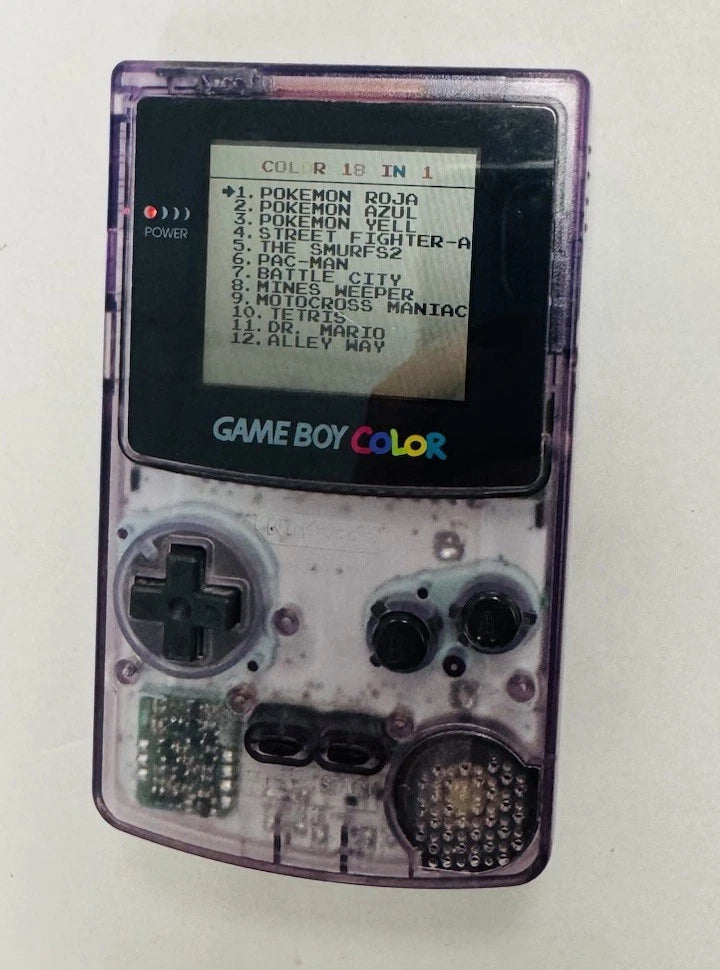 COLOR 18 IN 1
1. POKEMON ROJA
2. POKEMON AZUL
3. POKEMON YELL
4. STREET FIGHTER-A
5. THE SMURFS2
6. PAC-MAN
7. BATTLE CITY
8. MINES WEEPER
9. MOTOCROSS MANIAC
10. TETRIS
11. DR. MARIO
12. ALLEY WAY
POWER
GAME BOY COLOR